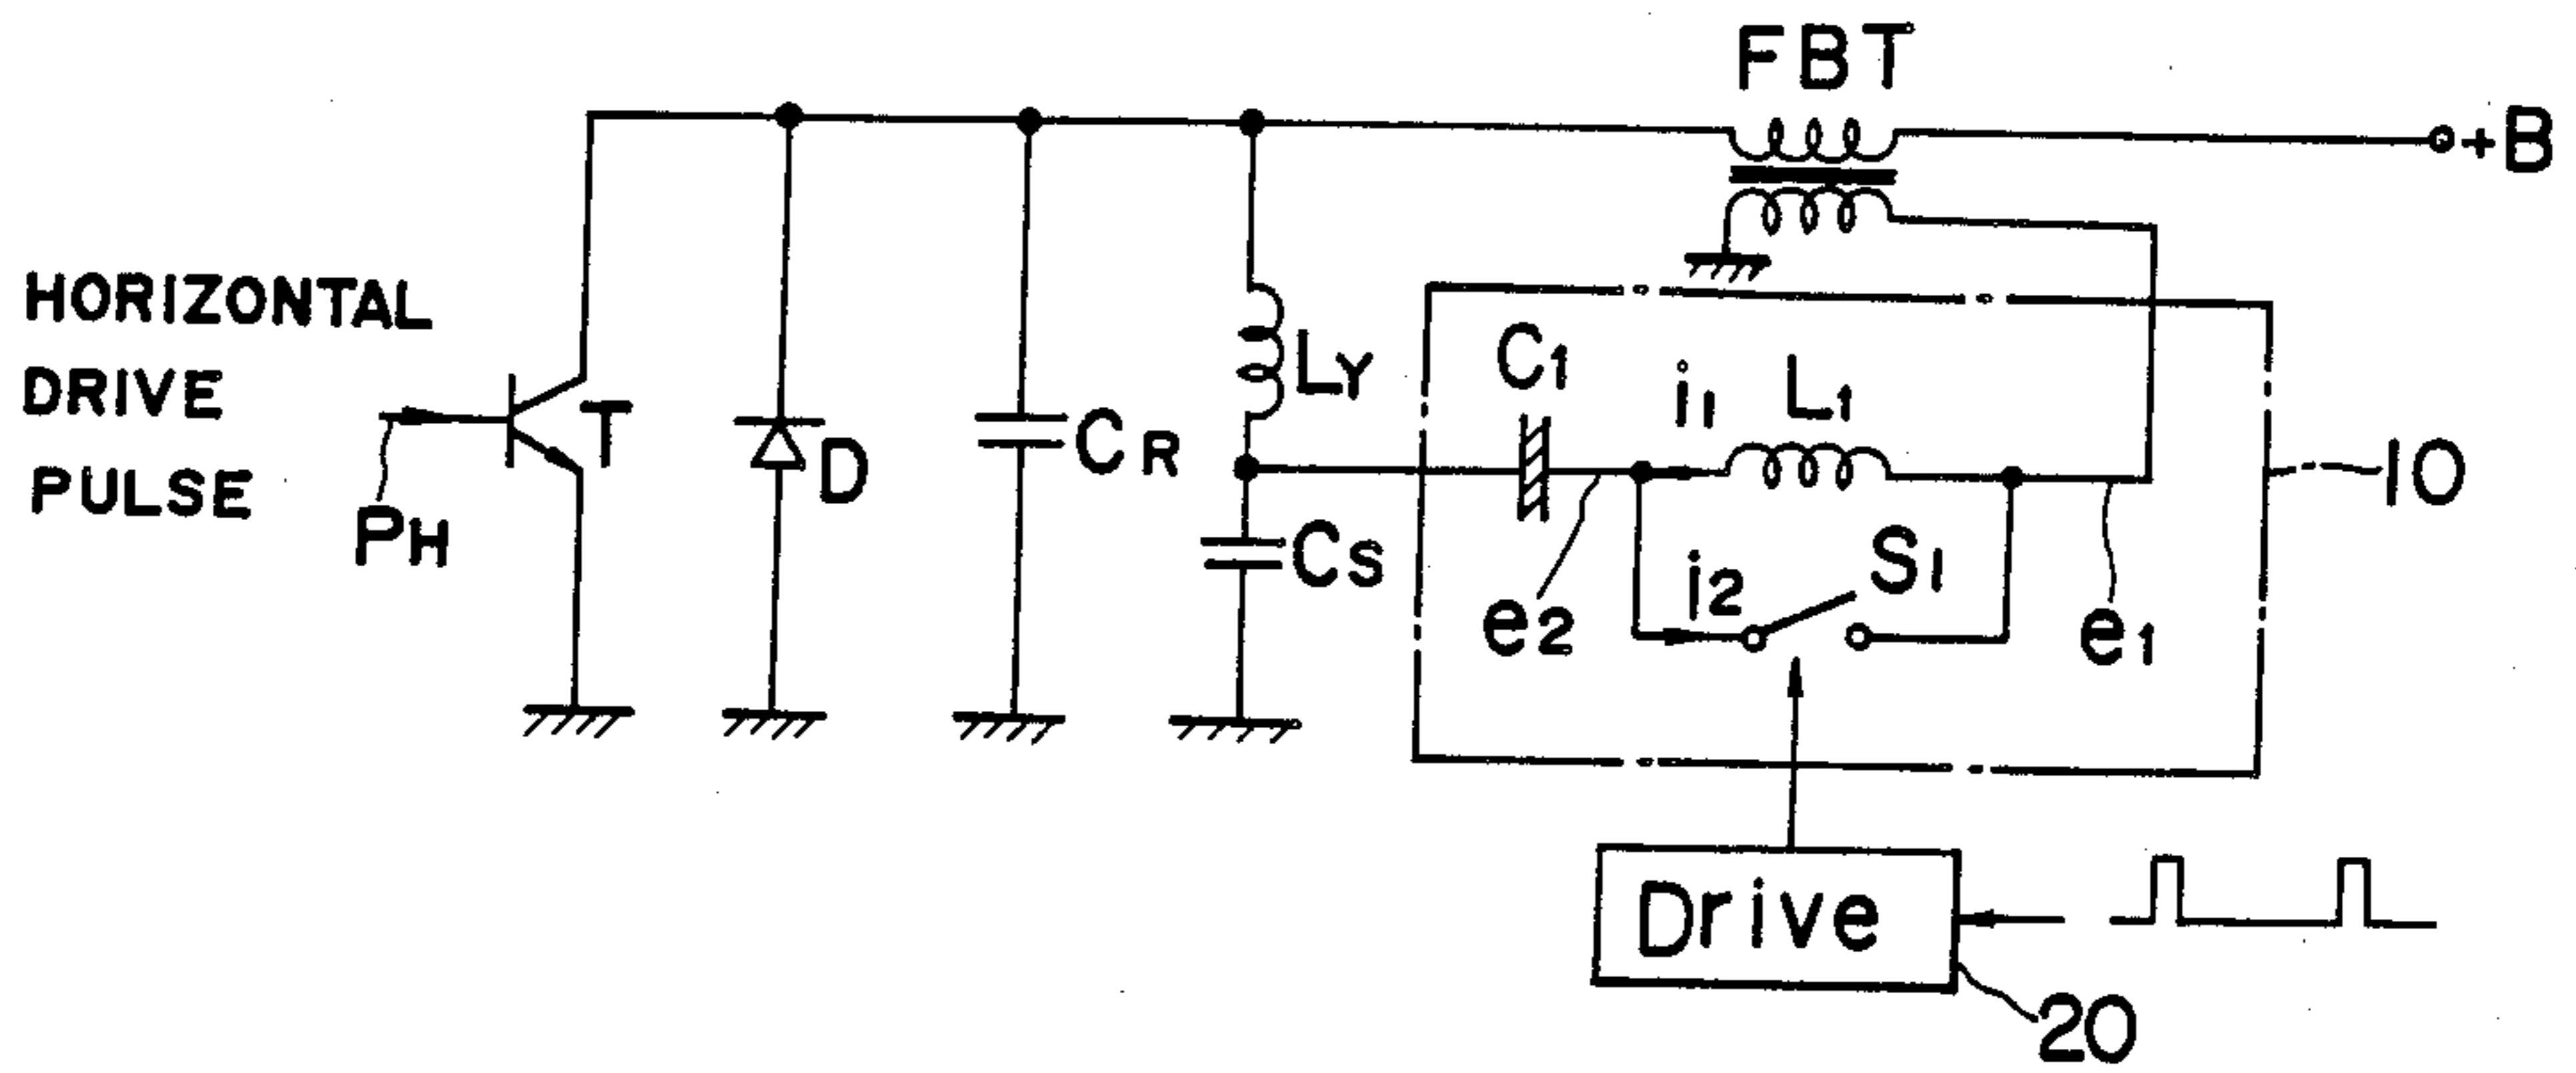 FBT
+B
HORIZONTAL
DRIVE
PULSE
PH
T
D
CR
LY
CS
C1
i1
L1
i2
S1
e2
e1
10
Drive
20